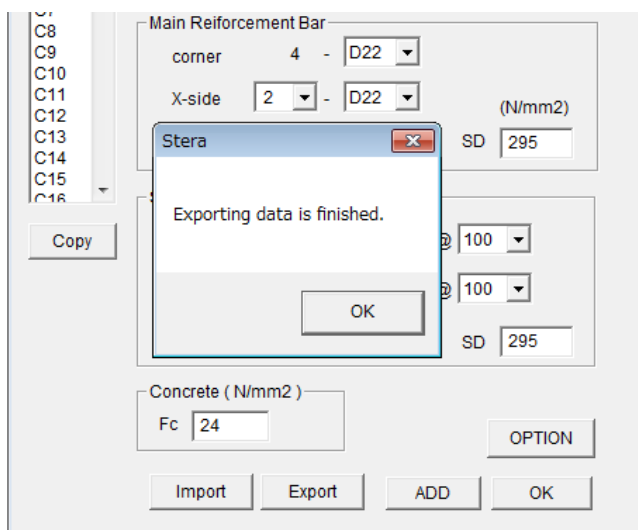 C8
C9
C10
C11
C12
C13
C14
C15
C16
Copy
Main Reiforcement Bar
corner 4 - D22
X-side 2 - D22
(N/mm2)
SD 295
Stera
Exporting data is finished.
OK
@ 100
@ 100
SD 295
Concrete ( N/mm2 )
Fc 24
OPTION
Import Export ADD OK